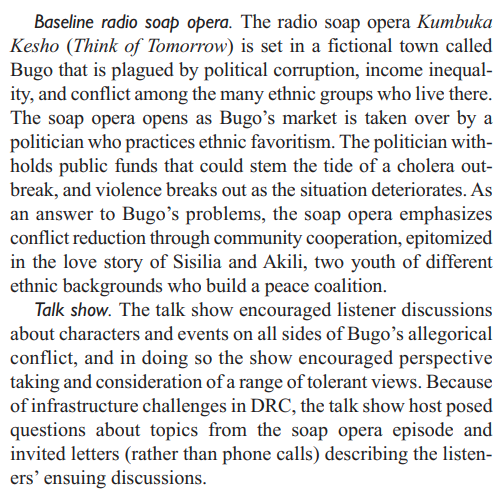 Baseline radio soap opera. The radio soap opera Kumbuka
Kesho (Think of Tomorrow) is set in a fictional town called
Bugo that is plagued by political corruption, income inequal-
ity, and conflict among the many ethnic groups who live there.
The soap opera opens as Bugo’s market is taken over by a
politician who practices ethnic favoritism. The politician with-
holds public funds that could stem the tide of a cholera out-
break, and violence breaks out as the situation deteriorates. As
an answer to Bugo’s problems, the soap opera emphasizes
conflict reduction through community cooperation, epitomized
in the love story of Sisilia and Akili, two youth of different
ethnic backgrounds who build a peace coalition.
Talk show. The talk show encouraged listener discussions
about characters and events on all sides of Bugo’s allegorical
conflict, and in doing so the show encouraged perspective
taking and consideration of a range of tolerant views. Because
of infrastructure challenges in DRC, the talk show host posed
questions about topics from the soap opera episode and
invited letters (rather than phone calls) describing the listen-
ers’ ensuing discussions.